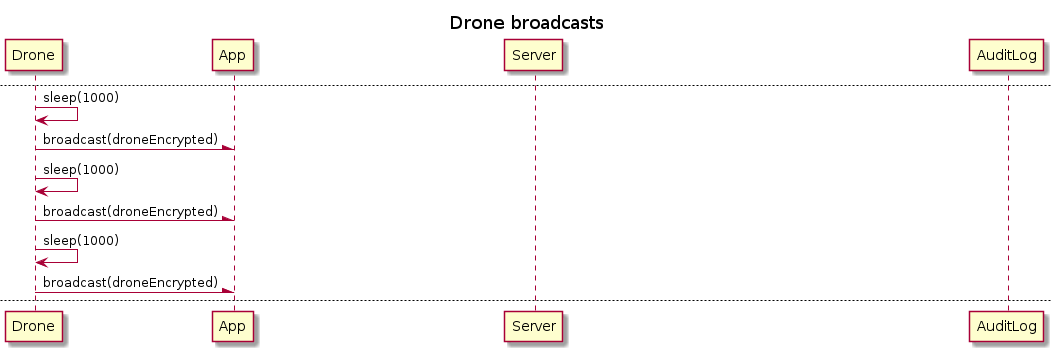 Drone broadcasts
Drone App Server AuditLog
sleep(1000)
broadcast(droneEncrypted)
sleep(1000)
broadcast(droneEncrypted)
sleep(1000)
broadcast(droneEncrypted)
Drone App Server AuditLog